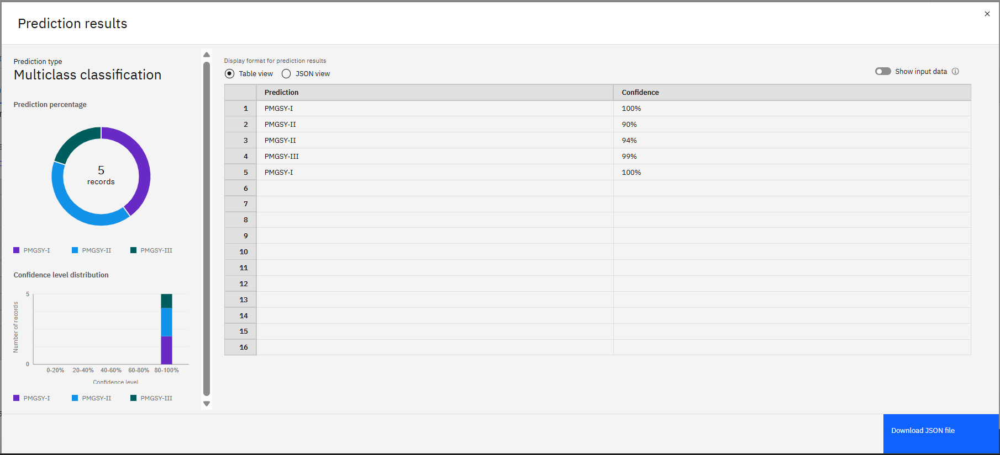 Prediction results
Prediction type
Multiclass classification
Prediction percentage
5
records
PMGSY-I PMGSY-II PMGSY-III
Confidence level distribution
Number of records
5
0
0-20% 20-40% 40-60% 60-80% 80-100%
Confidence level
PMGSY-I PMGSY-II PMGSY-III
Display format for prediction results
Table view JSON view
Show input data
Prediction Confidence
1 PMGSY-I 100%
2 PMGSY-II 90%
3 PMGSY-II 94%
4 PMGSY-III 99%
5 PMGSY-I 100%
6
7
8
9
10
11
12
13
14
15
16
Download JSON file